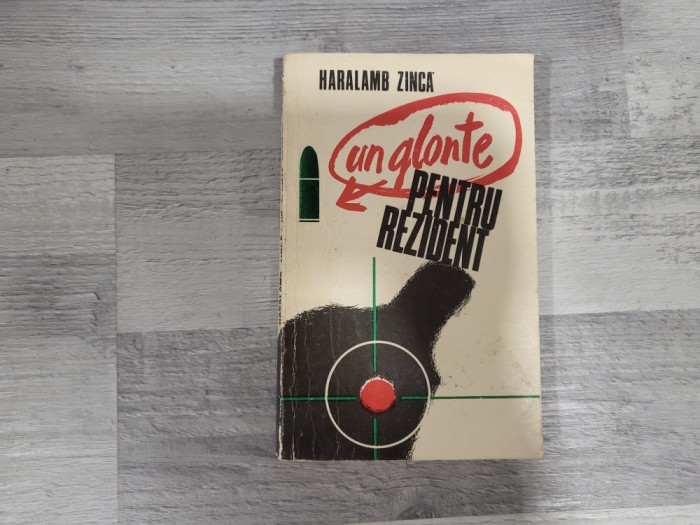 HARALAMB ZINCĂ
un glonte
PENTRU
REZIDENT